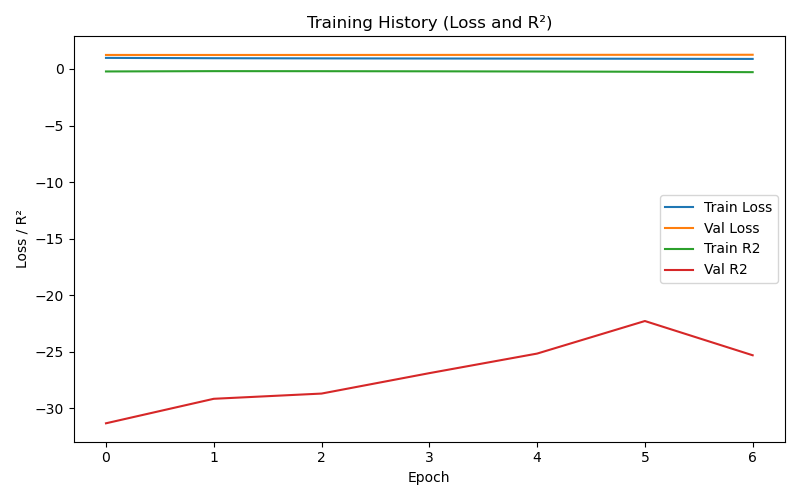 Training History (Loss and R²)
Loss / R²
0
−5
−10
−15
−20
−25
−30
Train Loss
Val Loss
Train R2
Val R2
0 1 2 3 4 5 6
Epoch